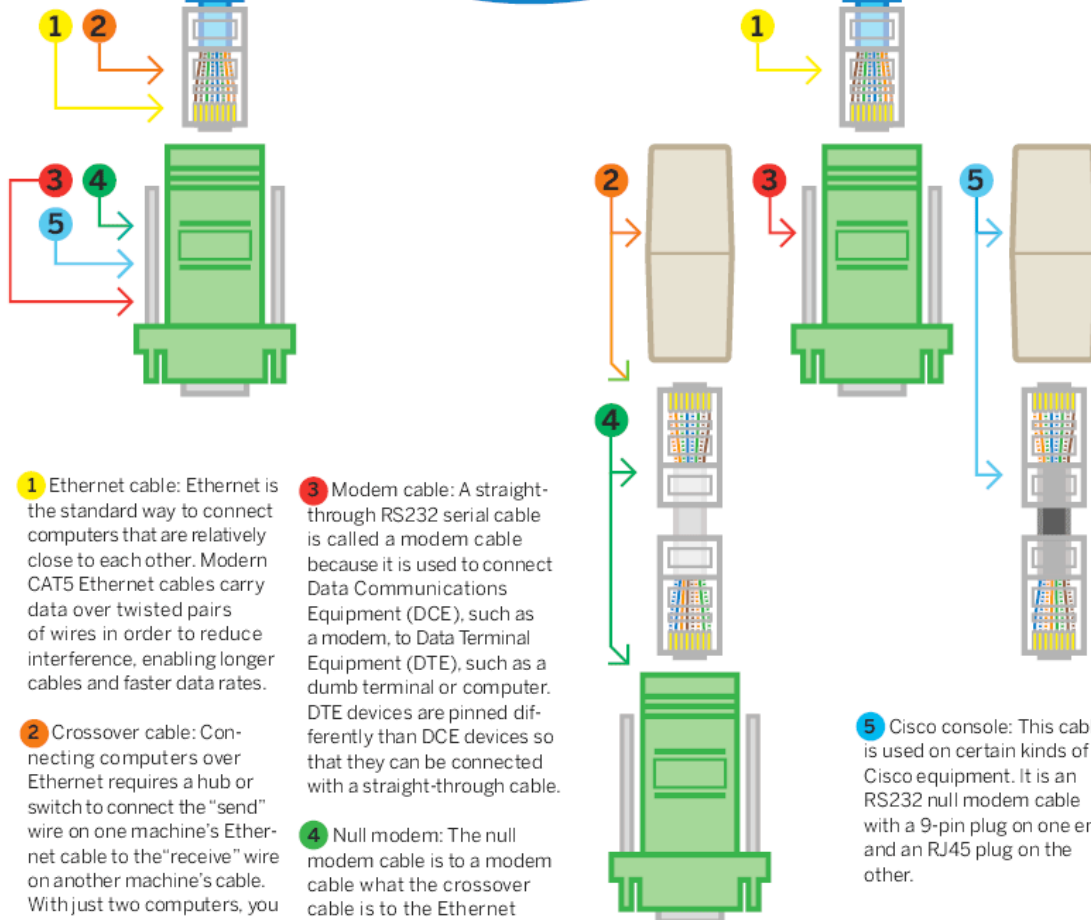 1 2
1
3 4
5
2
3
5
4
1 Ethernet cable: Ethernet is
the standard way to connect
computers that are relatively
close to each other. Modern
CAT5 Ethernet cables carry
data over twisted pairs
of wires in order to reduce
interference, enabling longer
cables and faster data rates.
2 Crossover cable: Con-
necting computers over
Ethernet requires a hub or
switch to connect the “send”
wire on one machine’s Ether-
net cable to the“receive” wire
on another machine’s cable.
With just two computers, you
3 Modem cable: A straight-
through RS232 serial cable
is called a modem cable
because it is used to connect
Data Communications
Equipment (DCE), such as
a modem, to Data Terminal
Equipment (DTE), such as a
dumb terminal or computer.
DTE devices are pinned dif-
ferently than DCE devices so
that they can be connected
with a straight-through cable.
4 Null modem: The null
modem cable is to a modem
cable what the crossover
cable is to the Ethernet
5 Cisco console: This
is used on certain kinds of
Cisco equipment. It is an
RS232 null modem cable
with a 9-pin plug on one
and an RJ45 plug on the
other.